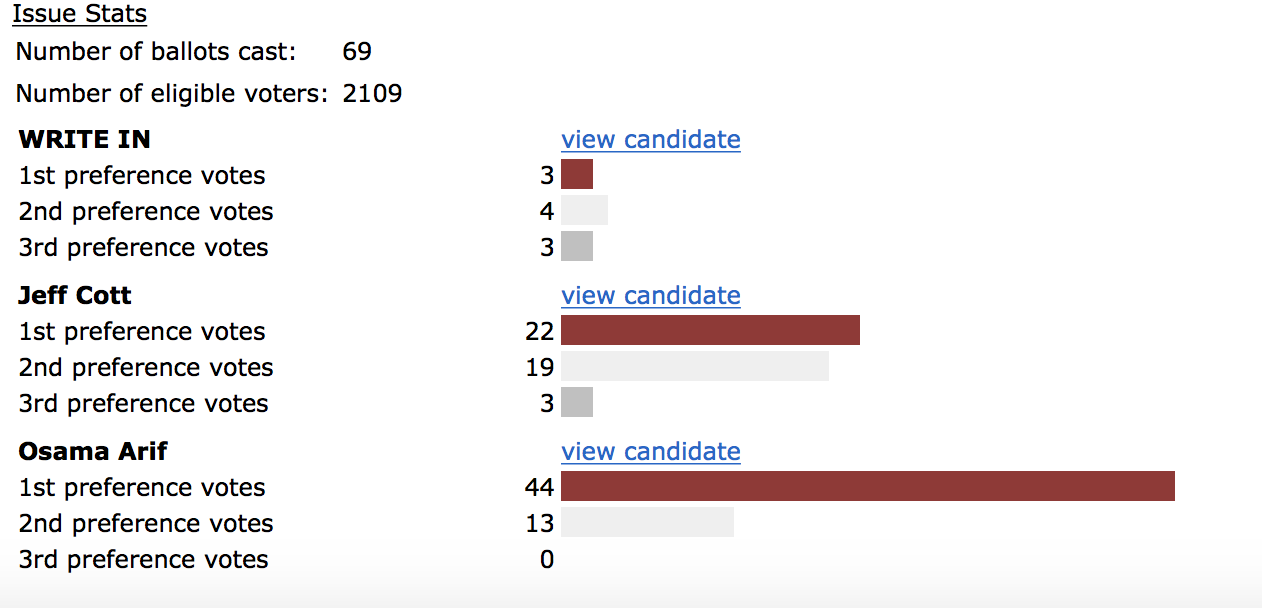 Issue Stats
Number of ballots cast: 69
Number of eligible voters: 2109
WRITE IN view candidate
1st preference votes 3
2nd preference votes 4
3rd preference votes 3
Jeff Cott view candidate
1st preference votes 22
2nd preference votes 19
3rd preference votes 3
Osama Arif view candidate
1st preference votes 44
2nd preference votes 13
3rd preference votes 0